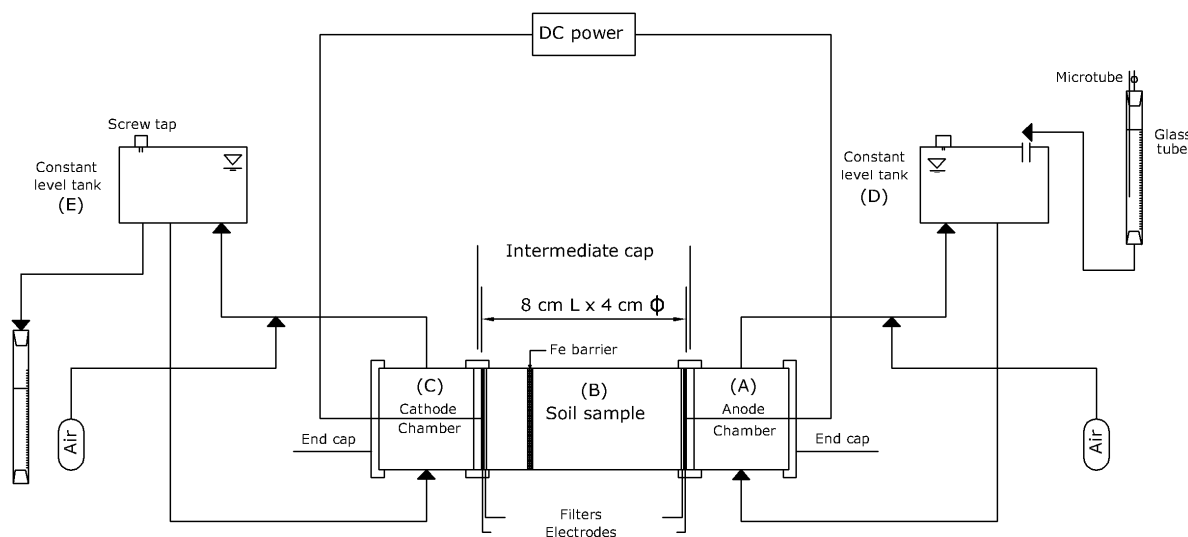 DC power
Microtube
Glass
tube
Screw tap
Constant
level tank
(E)
Constant
level tank
(D)
Intermediate cap
8 cm L x 4 cm ϕ
Fe barrier
(C)
Cathode
Chamber
(B)
Soil sample
(A)
Anode
Chamber
End cap
End cap
Air
Air
Filters
Electrodes